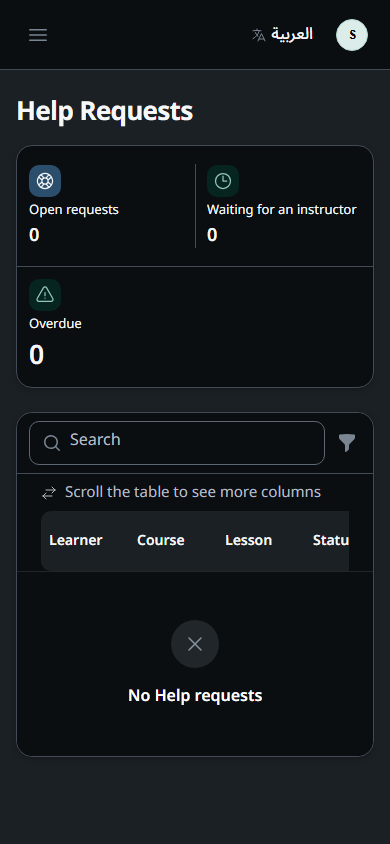 العربية
S
Help Requests
Open requests
0
Waiting for an instructor
0
Overdue
0
Search
Scroll the table to see more columns
Learner Course Lesson Statu
No Help requests